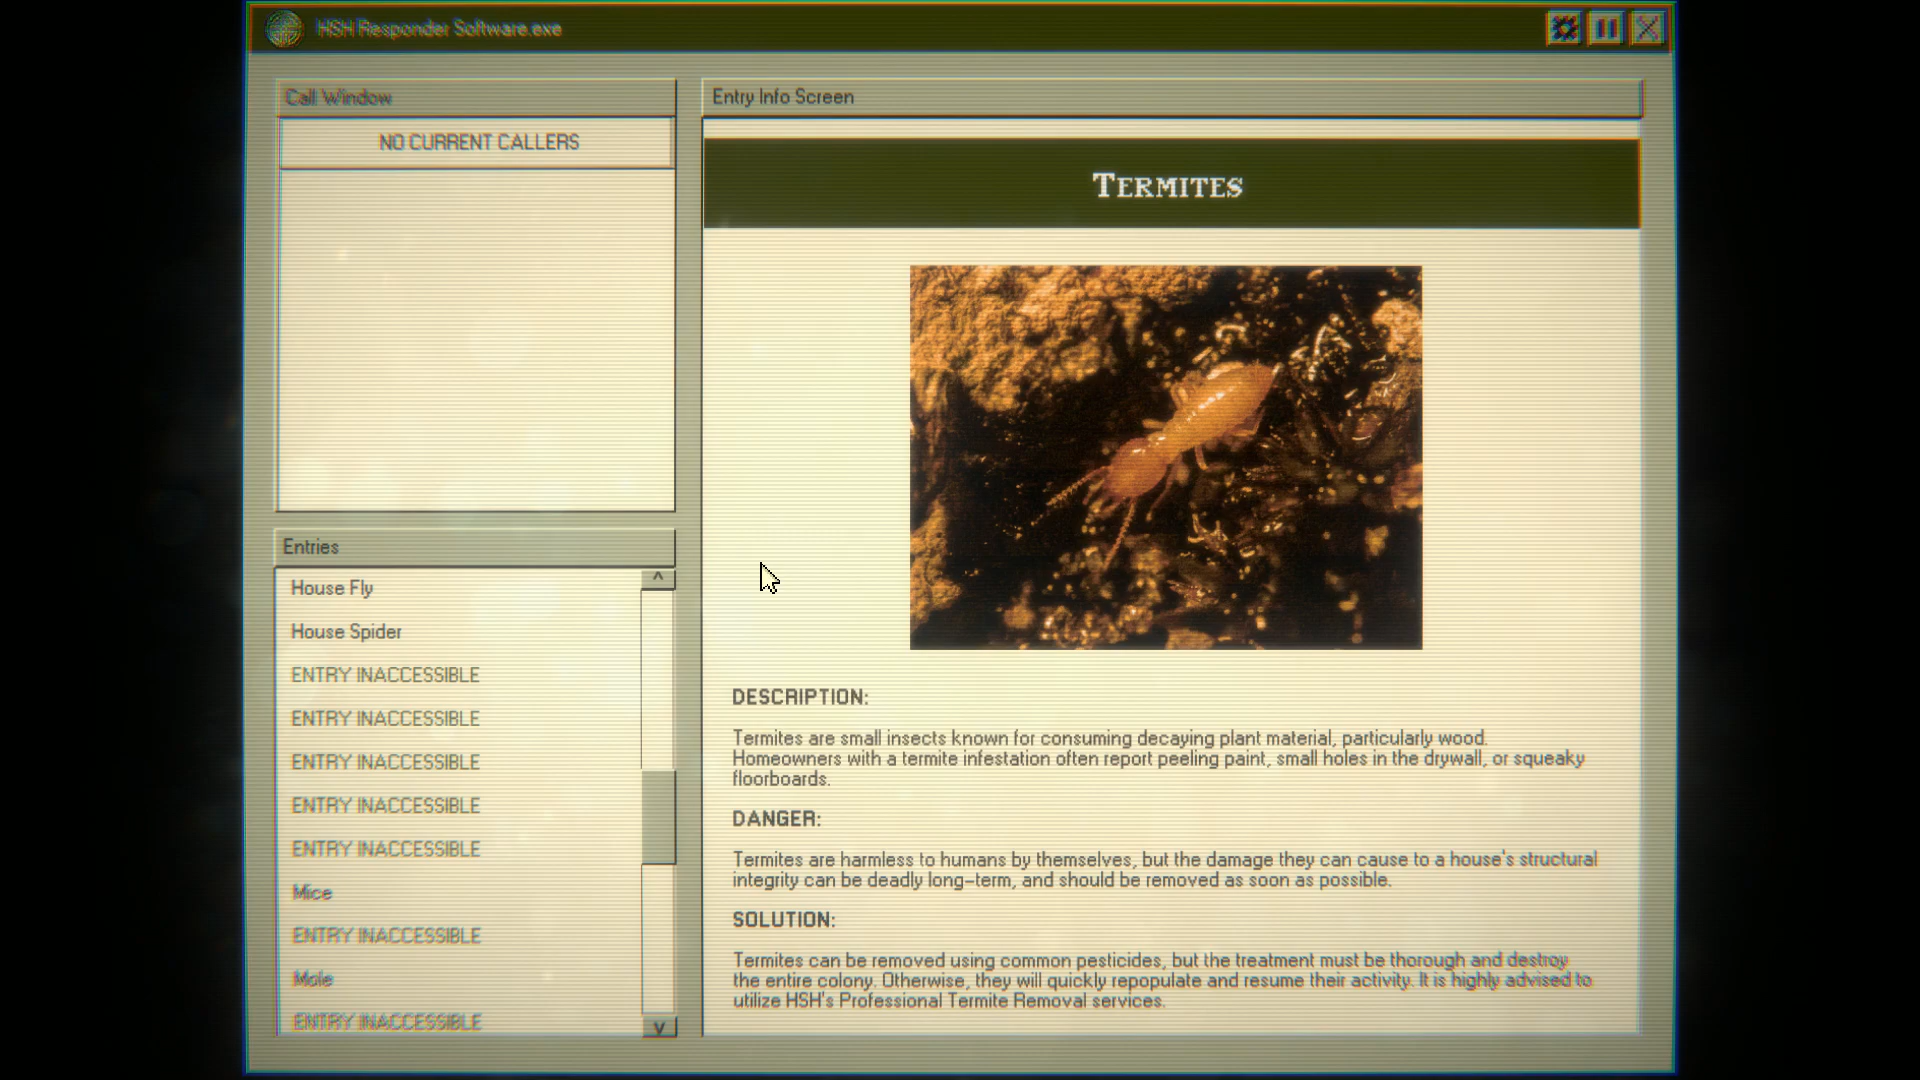 HSH Responder Software.exe
Call Window
NO CURRENT CALLERS
Entries
House Fly
House Spider
ENTRY INACCESSIBLE
ENTRY INACCESSIBLE
ENTRY INACCESSIBLE
ENTRY INACCESSIBLE
ENTRY INACCESSIBLE
Mice
ENTRY INACCESSIBLE
Mole
ENTRY INACCESSIBLE
Entry Info Screen
TERMITES
DESCRIPTION:
Termites are small insects known for consuming decaying plant material, particularly wood.
Homeowners with a termite infestation often report peeling paint, small holes in the drywall, or squeaky
floorboards.
DANGER:
Termites are harmless to humans by themselves, but the damage they can cause to a house's structural
integrity can be deadly long-term, and should be removed as soon as possible.
SOLUTION:
Termites can be removed using common pesticides, but the treatment must be thorough and destroy
the entire colony. Otherwise, they will quickly repopulate and resume their activity. It is highly advised to
utilize HSH's Professional Termite Removal services.